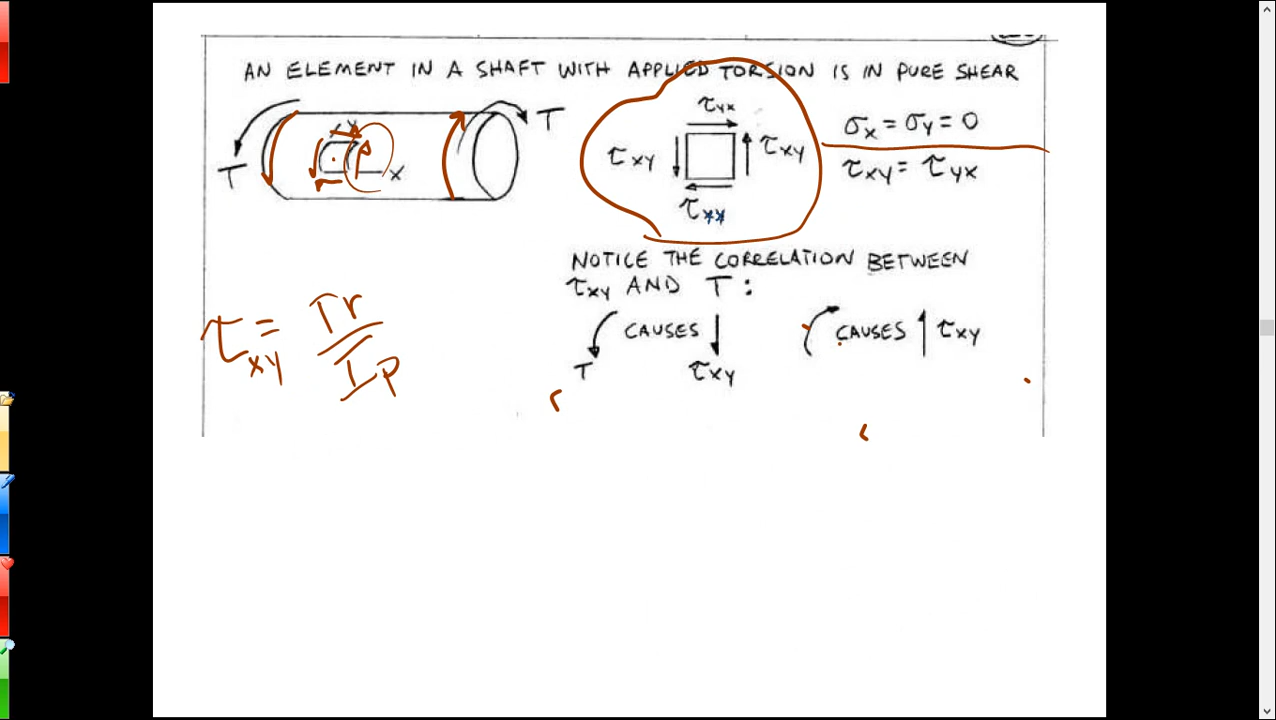 AN ELEMENT IN A SHAFT WITH APPLIED TORSION IS IN PURE SHEAR
T
T
Y
X
τyx
τxy
τxy
σx = σy = 0
τxy = τyx
NOTICE THE CORRELATION BETWEEN
τxy AND T:
CAUSES
T
τxy
CAUSES
τxy
τxy = Tr/Ip